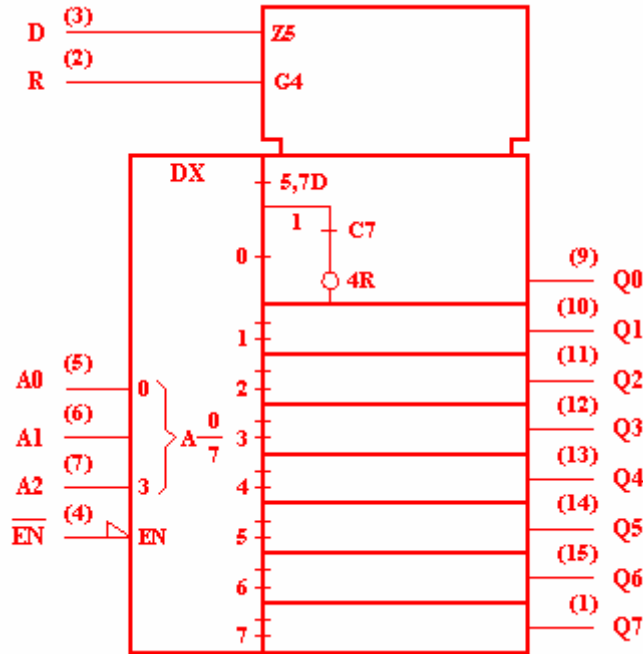 D (3) Z5
R (2) G4
DX 5,7D
1 C7
0 4R (9) Q0
1 (10) Q1
A0 (5) 0 2 (11) Q2
A1 (6) A 0/7 3 (12) Q3
A2 (7) 3 4 (13) Q4
EN (4) EN 5 (14) Q5
6 (15) Q6
7 (1) Q7